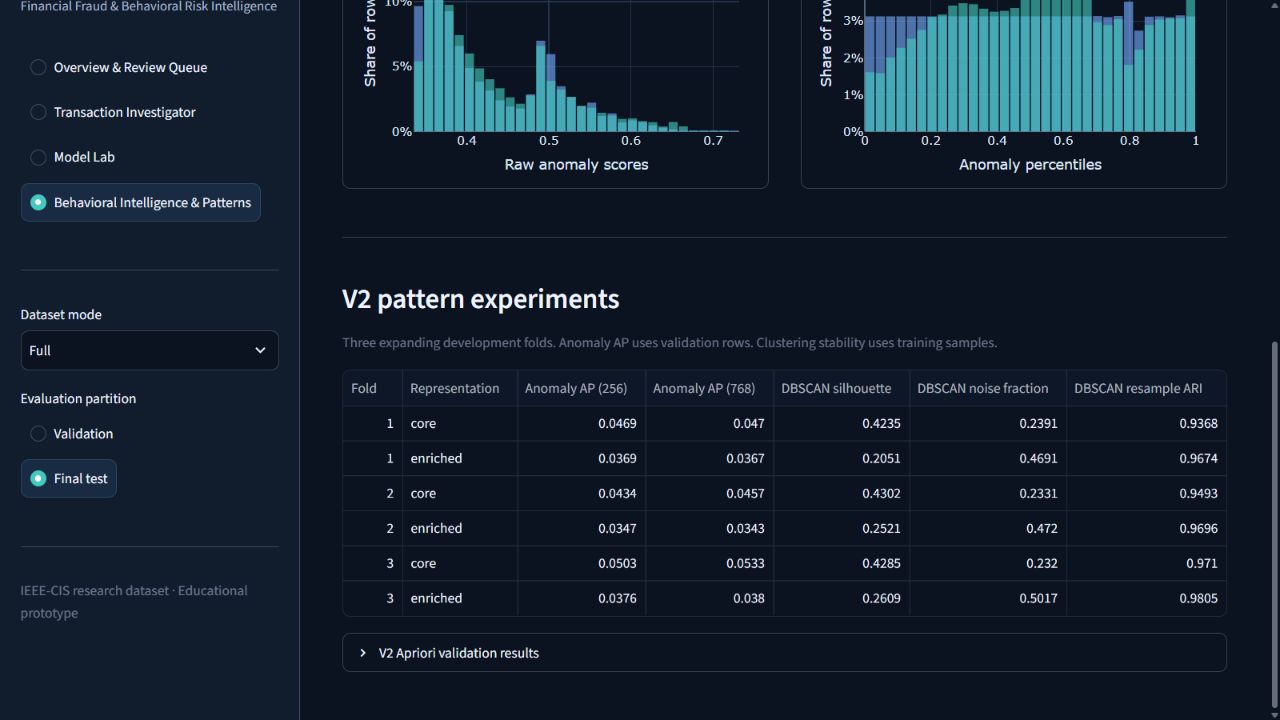 Financial Fraud & Behavioral Risk Intelligence
Overview & Review Queue
Transaction Investigator
Model Lab
Behavioral Intelligence & Patterns
Dataset mode
Full
Evaluation partition
Validation
Final test
IEEE-CIS research dataset · Educational
prototype
10%
5%
0%
Share of
0.4 0.5 0.6 0.7
Raw anomaly scores
3%
2%
1%
0%
Share of
0 0.2 0.4 0.6 0.8 1
Anomaly percentiles
V2 pattern experiments
Three expanding development folds. Anomaly AP uses validation rows. Clustering stability uses training samples.
Fold Representation Anomaly AP (256) Anomaly AP (768) DBSCAN silhouette DBSCAN noise fraction DBSCAN resample ARI
1 core 0.0469 0.047 0.4235 0.2391 0.9368
1 enriched 0.0369 0.0367 0.2051 0.4691 0.9674
2 core 0.0434 0.0457 0.4302 0.2331 0.9493
2 enriched 0.0347 0.0343 0.2521 0.472 0.9696
3 core 0.0503 0.0533 0.4285 0.232 0.971
3 enriched 0.0376 0.038 0.2609 0.5017 0.9805
V2 Apriori validation results